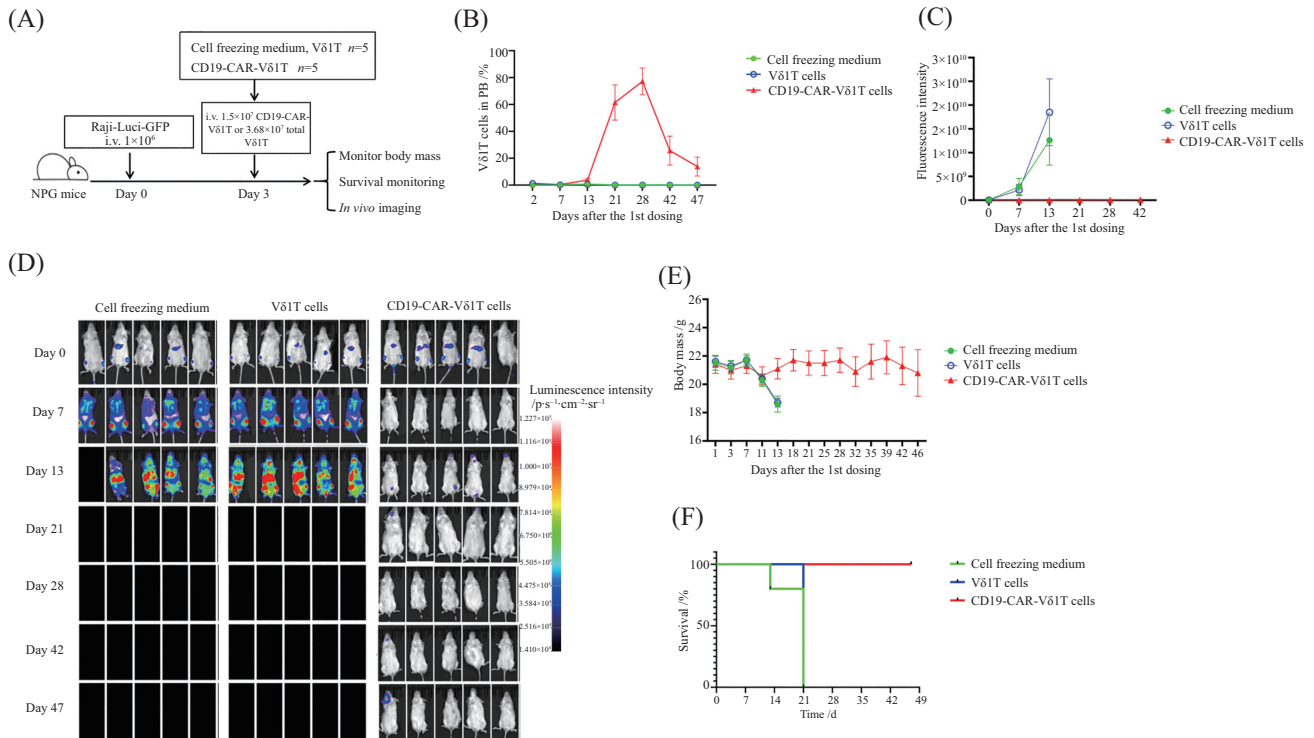 (A)
Cell freezing medium, Vδ1T n=5
CD19-CAR-Vδ1T n=5
Raji-Luci-GFP
i.v. 1×10⁶
i.v. 1.5×10⁷ CD19-CAR-
Vδ1T or 3.68×10⁷ total
Vδ1T
NPG mice
Day 0
Day 3
Monitor body mass
Survival monitoring
In vivo imaging
(B)
Vδ1T cells in PB /%
100
80
60
40
20
0
2 7 13 21 28 42 47
Days after the 1st dosing
Cell freezing medium
Vδ1T cells
CD19-CAR-Vδ1T cells
(C)
Fluorescence intensity
3×10¹⁰
2×10¹⁰
2×10¹⁰
1×10¹⁰
5×10⁹
0
0 7 13 21 28 42
Days after the 1st dosing
Cell freezing medium
Vδ1T cells
CD19-CAR-Vδ1T cells
(D)
Cell freezing medium
Vδ1T cells
CD19-CAR-Vδ1T cells
Day 0
Day 7
Day 13
Day 21
Day 28
Day 42
Day 47
Luminescence intensity
/p·s⁻¹·cm⁻²·sr⁻¹
(E)
Body mass /g
26
24
22
20
18
16
1 3 7 11 13 18 21 25 28 32 35 39 42 46
Days after the 1st dosing
Cell freezing medium
Vδ1T cells
CD19-CAR-Vδ1T cells
(F)
Survival /%
100
50
0
0 7 14 21 28 35 42 49
Time /d
Cell freezing medium
Vδ1T cells
CD19-CAR-Vδ1T cells